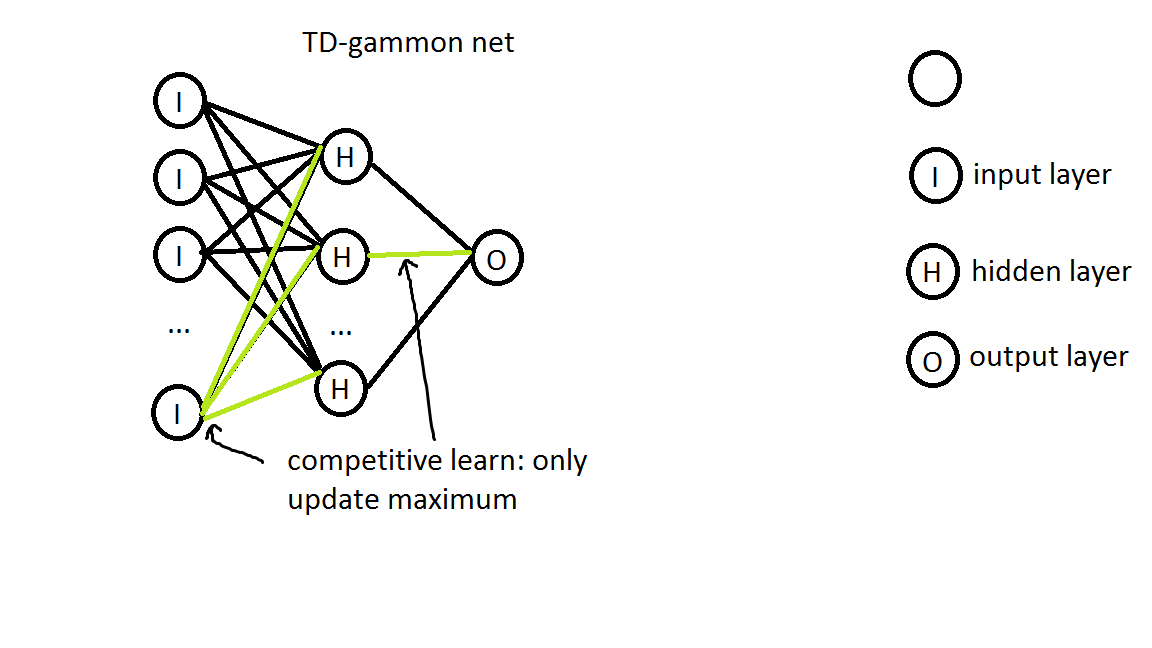 TD-gammon net
I
I
I
...
I
H
H
...
H
O
competitive learn: only
update maximum
I input layer
H hidden layer
O output layer